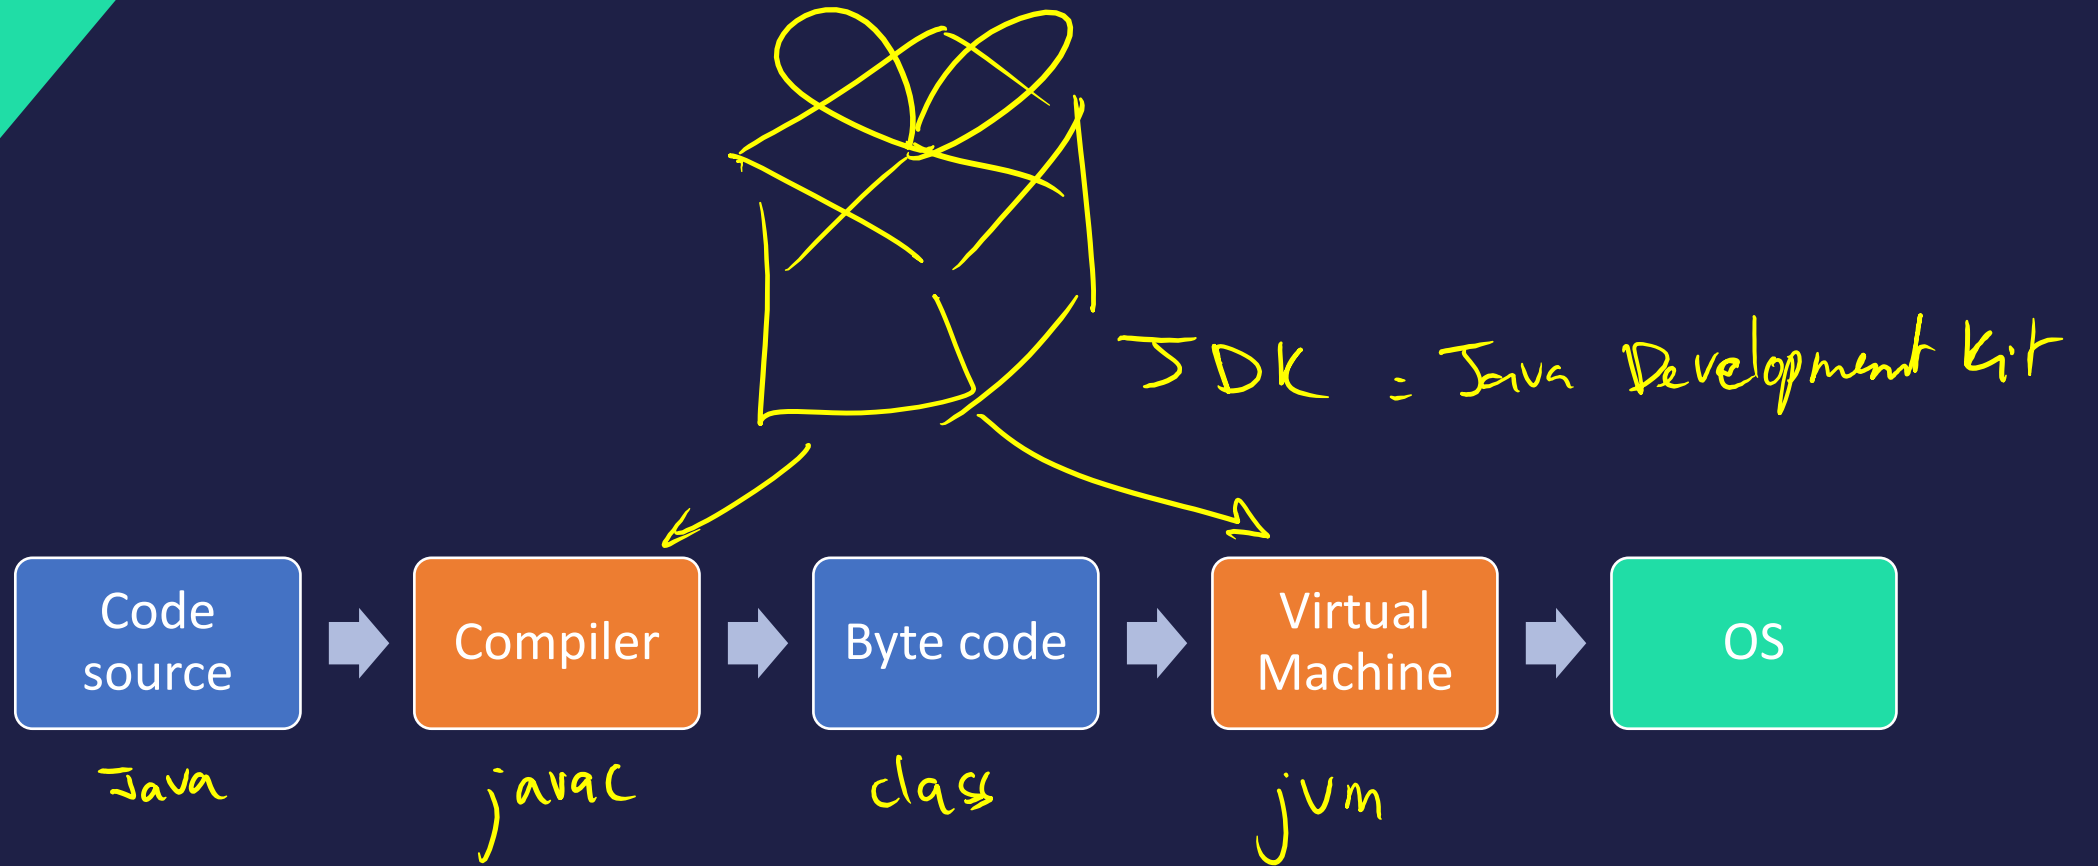 JDK = Java Development Kit
Code
source
Compiler
Byte code
Virtual
Machine
OS
Java
javac
class
jvm